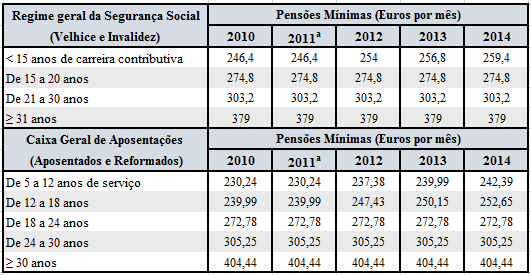 Regime geral da Segurança Social
(Velhice e Invalidez)
Pensões Mínimas (Euros por mês)
2010 2011ª 2012 2013 2014
< 15 anos de carreira contributiva 246,4 246,4 254 256,8 259,4
De 15 a 20 anos 274,8 274,8 274,8 274,8 274,8
De 21 a 30 anos 303,2 303,2 303,2 303,2 303,2
≥ 31 anos 379 379 379 379 379
Caixa Geral de Aposentações
(Aposentados e Reformados)
Pensões Mínimas (Euros por mês)
2010 2011ª 2012 2013 2014
De 5 a 12 anos de serviço 230,24 230,24 237,38 239,99 242,39
De 12 a 18 anos 239,99 239,99 247,43 250,15 252,65
De 18 a 24 anos 272,78 272,78 272,78 272,78 272,78
De 24 a 30 anos 305,25 305,25 305,25 305,25 305,25
≥ 30 anos 404,44 404,44 404,44 404,44 404,44